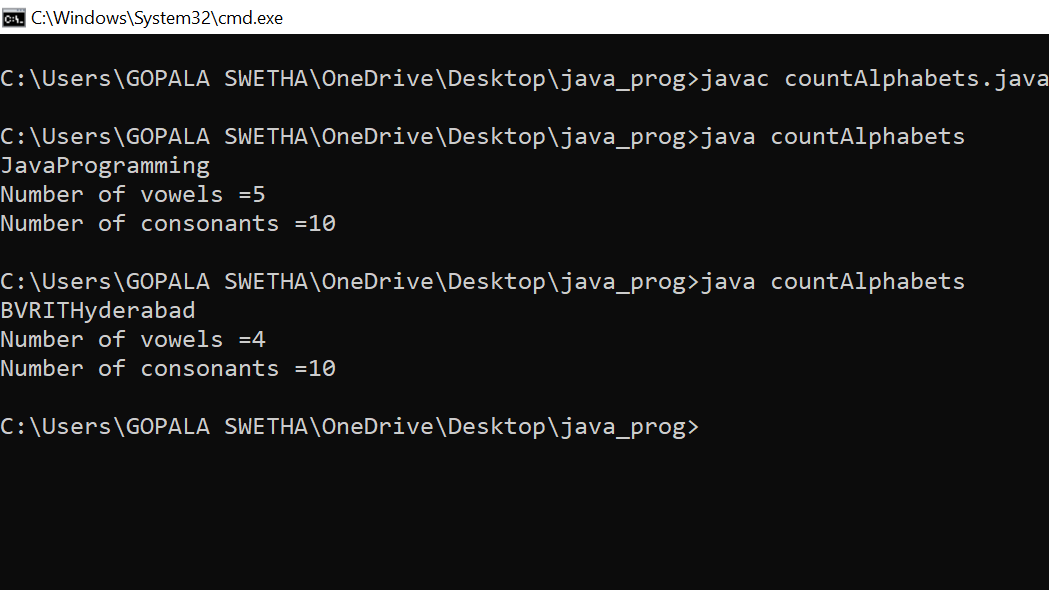 C:\Windows\System32\cmd.exe
C:\Users\GOPALA SWETHA\OneDrive\Desktop\java_prog>javac countAlphabets.java
C:\Users\GOPALA SWETHA\OneDrive\Desktop\java_prog>java countAlphabets
JavaProgramming
Number of vowels =5
Number of consonants =10
C:\Users\GOPALA SWETHA\OneDrive\Desktop\java_prog>java countAlphabets
BVRITHyderabad
Number of vowels =4
Number of consonants =10
C:\Users\GOPALA SWETHA\OneDrive\Desktop\java_prog>